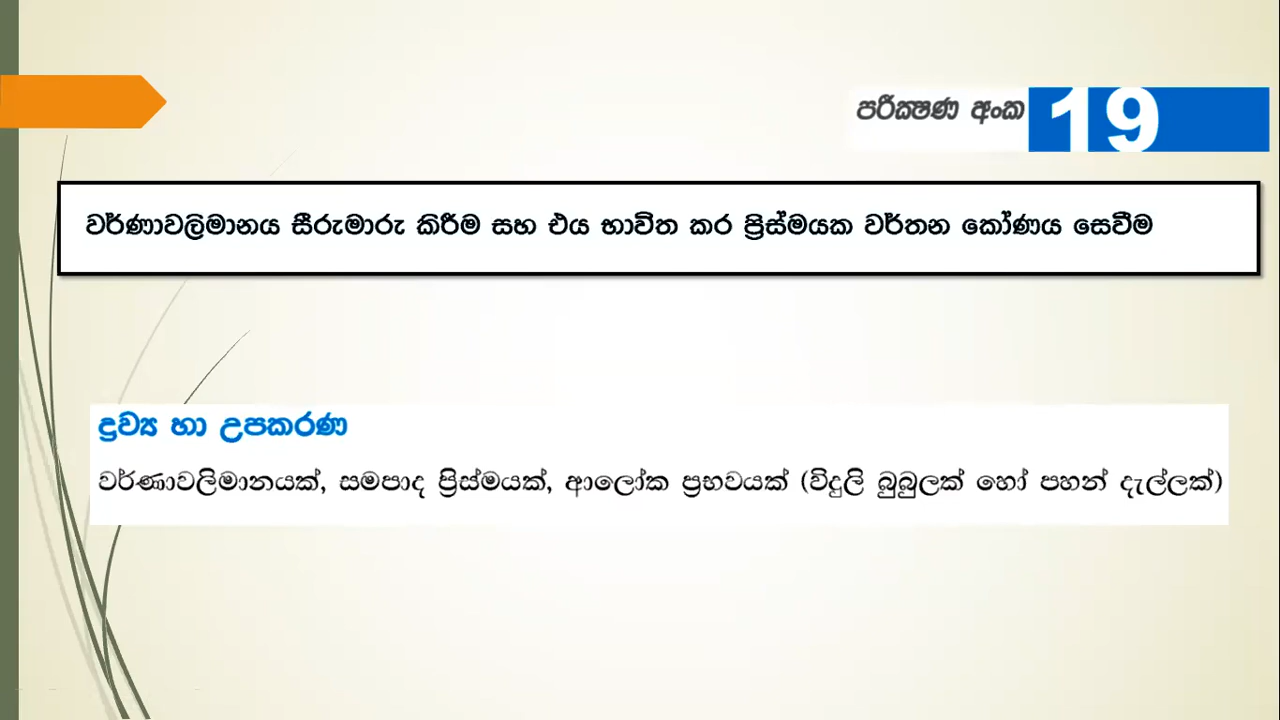 පරීක්ෂණ අංක 19
වර්ණාවලිමානය සීරුමාරු කිරීම සහ එය භාවිත කර ප්‍රිස්මයක වර්තන කෝණය සෙවීම
ද්‍රව්‍ය හා උපකරණ
වර්ණාවලිමානයක්, සමපාද ප්‍රිස්මයක්, ආලෝක ප්‍රභවයක් (විදුලි බුබුලක් හෝ පහන් දැල්ලක්)